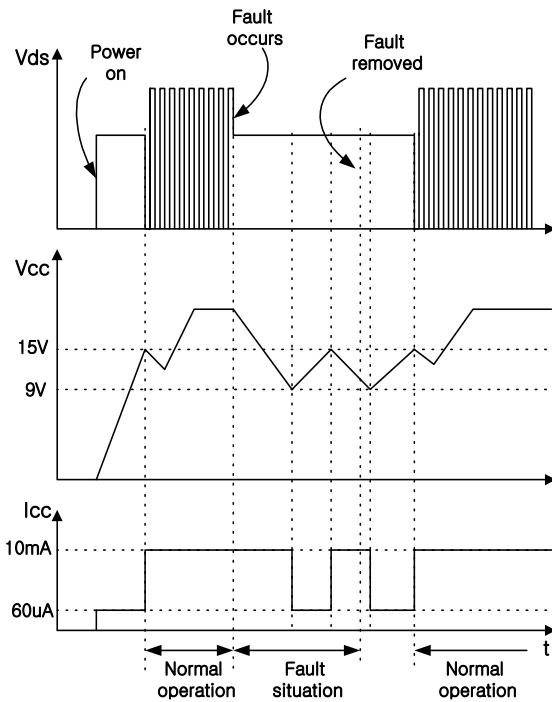 Fault
occurs
Power
on
Fault
removed
Vds
Vcc
15V
9V
Icc
10mA
60uA
t
Normal
operation
Fault
situation
Normal
operation